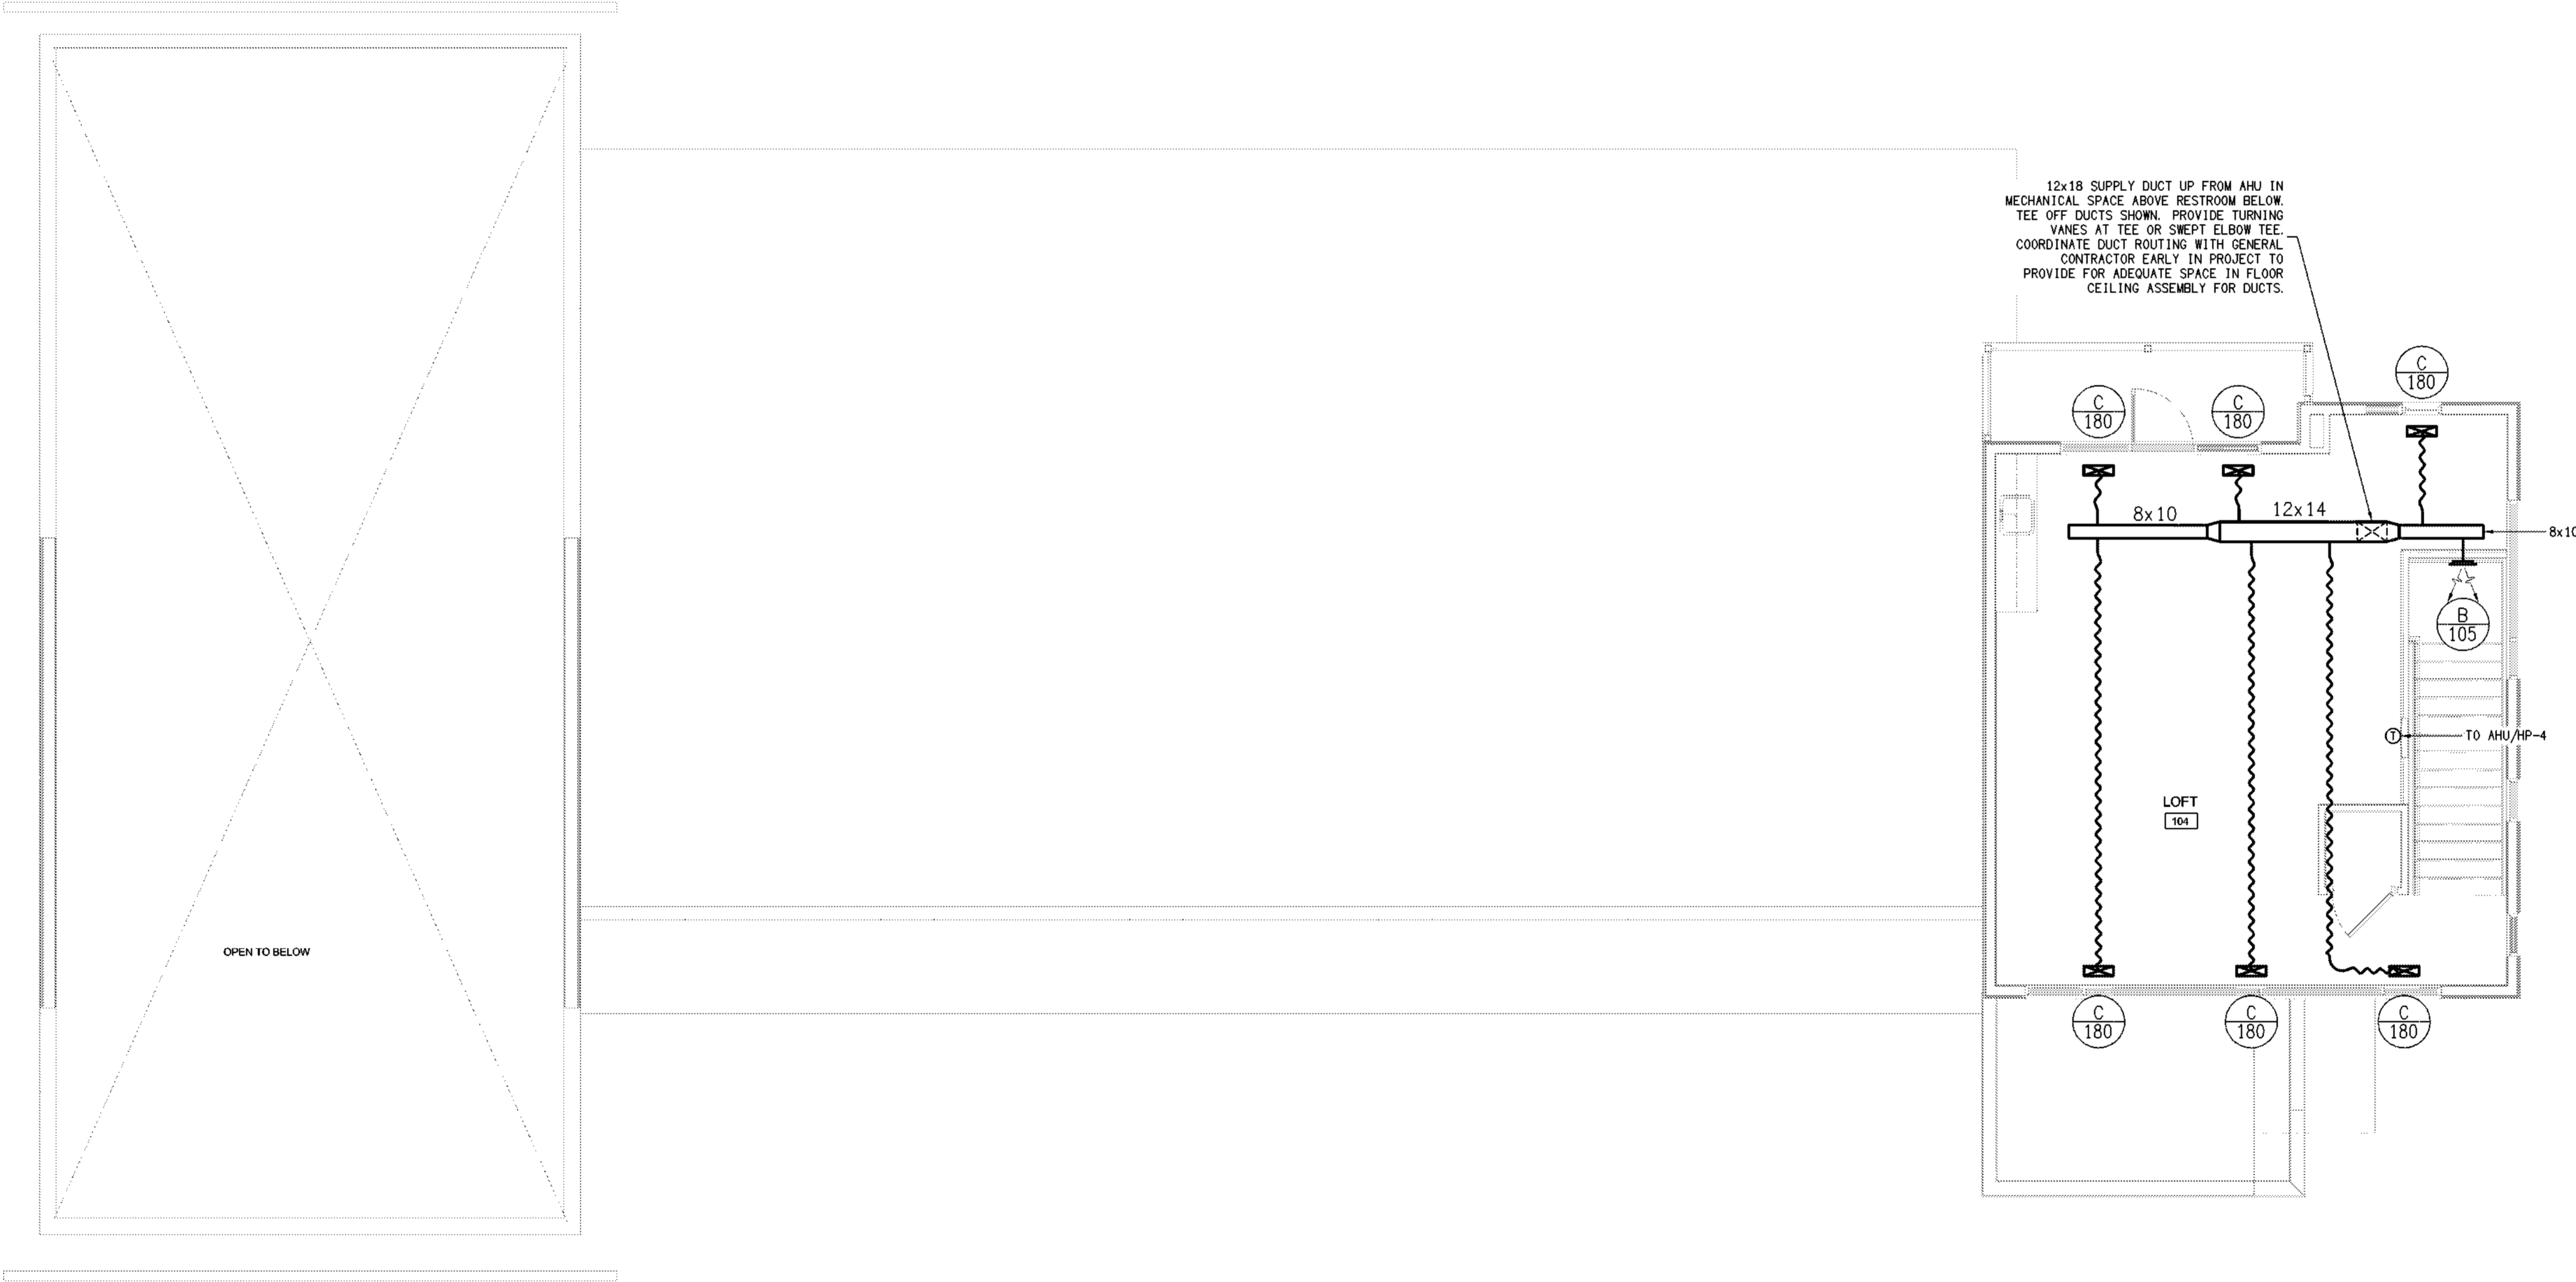 12x18 SUPPLY DUCT UP FROM AHU IN
MECHANICAL SPACE ABOVE RESTROOM BELOW.
TEE OFF DUCTS SHOWN. PROVIDE TURNING
VANES AT TEE OR SWEPT ELBOW TEE.
COORDINATE DUCT ROUTING WITH GENERAL
CONTRACTOR EARLY IN PROJECT TO
PROVIDE FOR ADEQUATE SPACE IN FLOOR
CEILING ASSEMBLY FOR DUCTS.
C
180
C
180
C
180
8x10
12x14
8x10
B
105
T
TO AHU/HP-4
LOFT
104
OPEN TO BELOW
C
180
C
180
C
180